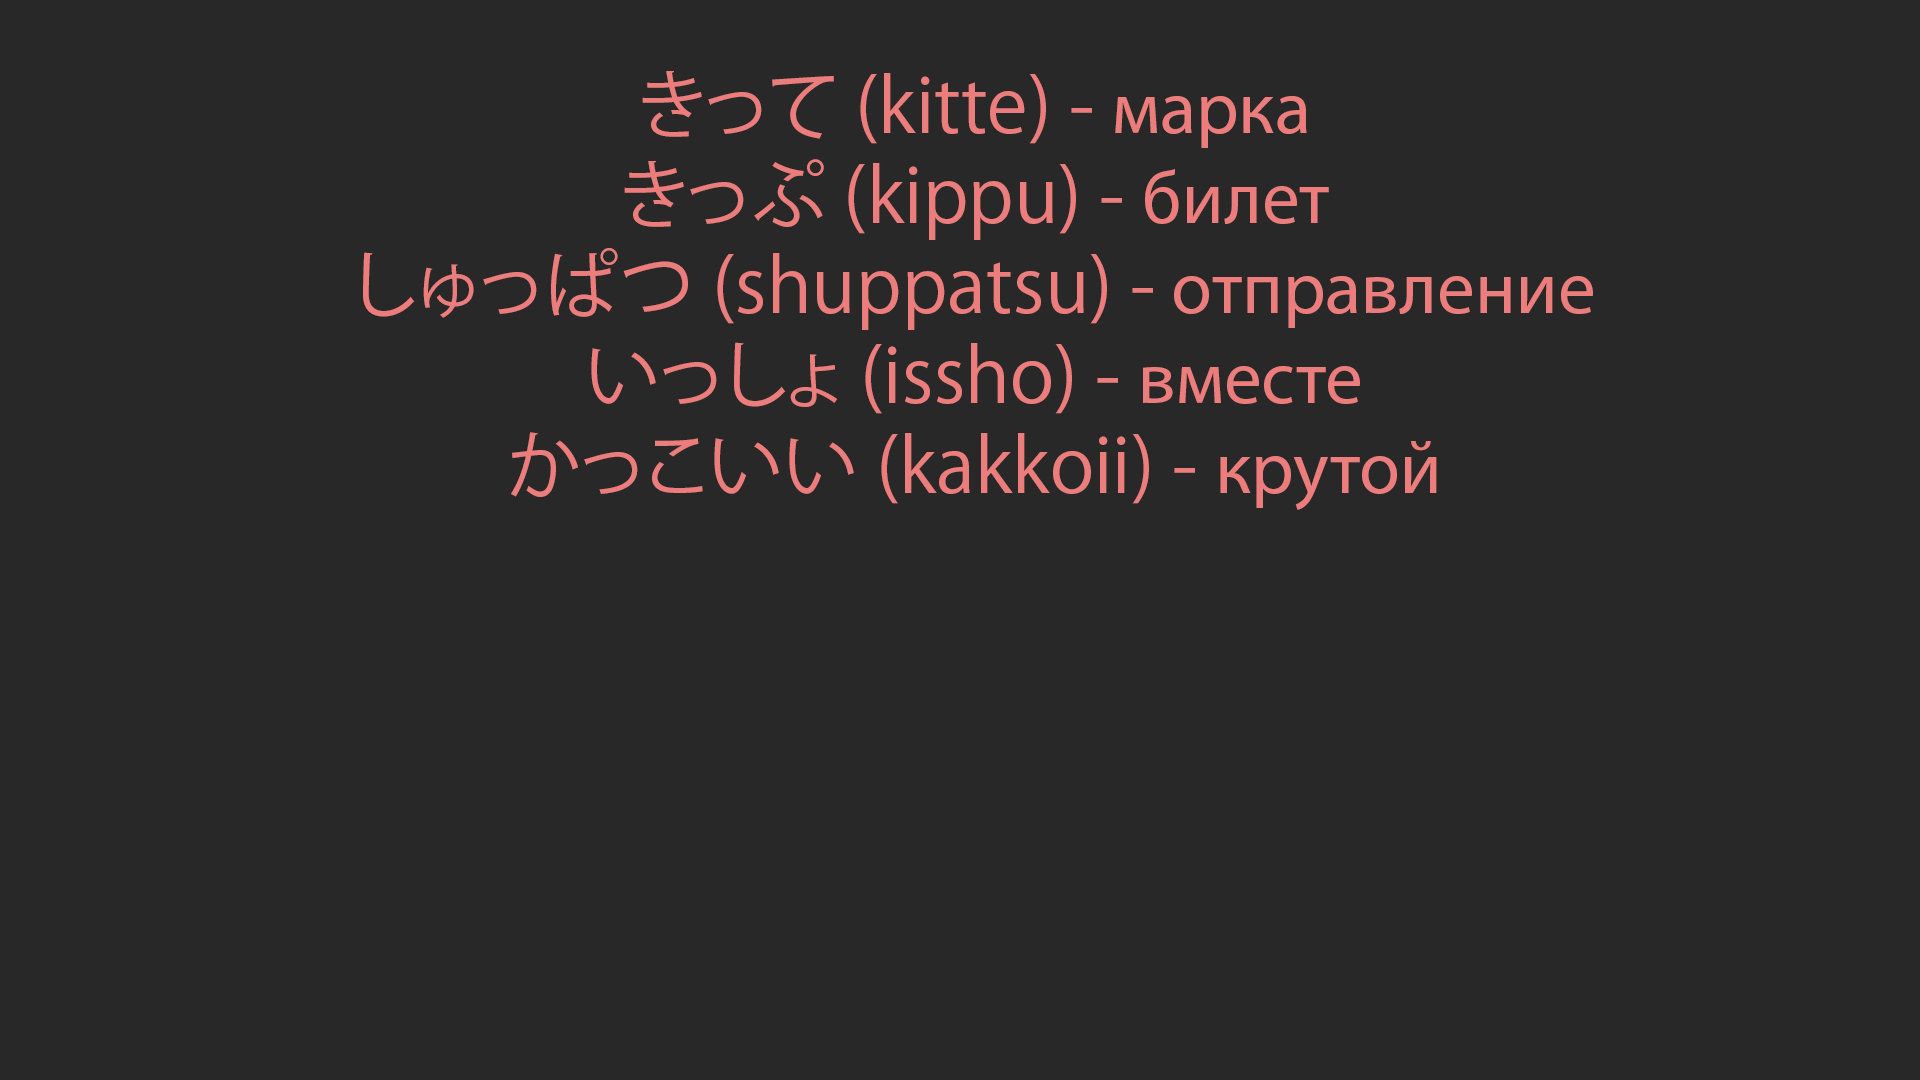 きって (kitte) - марка
きっぷ (kippu) - билет
しゅっぱつ (shuppatsu) - отправление
いっしょ (issho) - вместе
かっこいい (kakkoii) - крутой